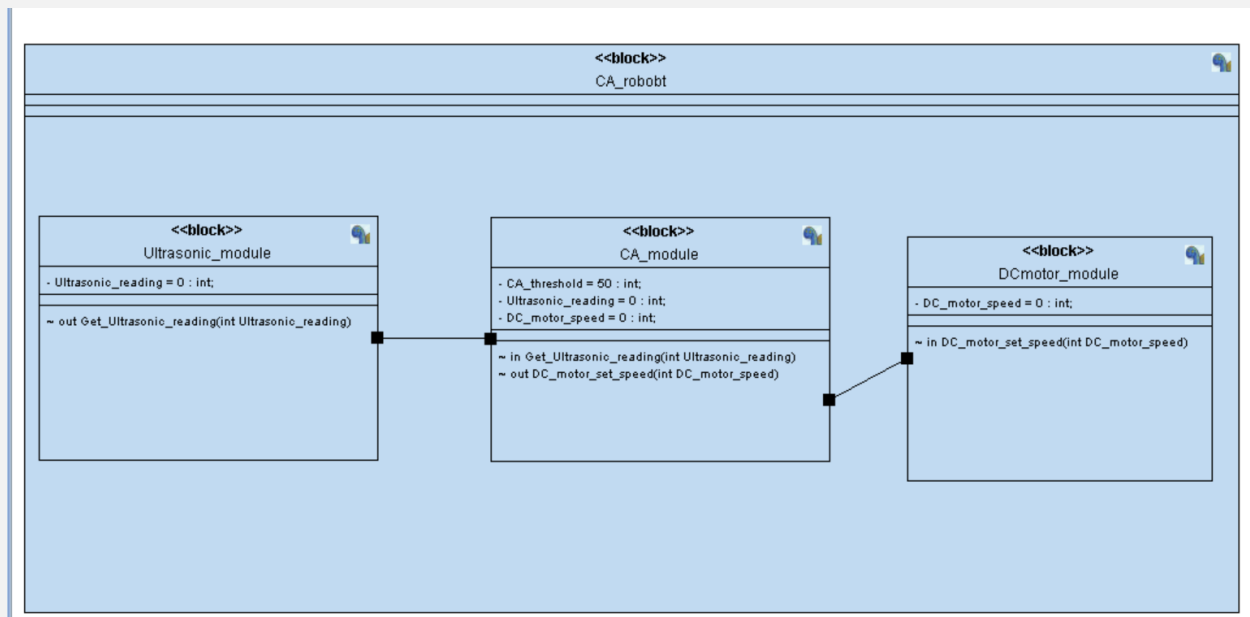 <<block>>
CA_robobt
<<block>>
Ultrasonic_module
- Ultrasonic_reading = 0 : int;
~ out Get_Ultrasonic_reading(int Ultrasonic_reading)
<<block>>
CA_module
- CA_threshold = 50 : int;
- Ultrasonic_reading = 0 : int;
- DC_motor_speed = 0 : int;
~ in Get_Ultrasonic_reading(int Ultrasonic_reading)
~ out DC_motor_set_speed(int DC_motor_speed)
<<block>>
DCmotor_module
- DC_motor_speed = 0 : int;
~ in DC_motor_set_speed(int DC_motor_speed)